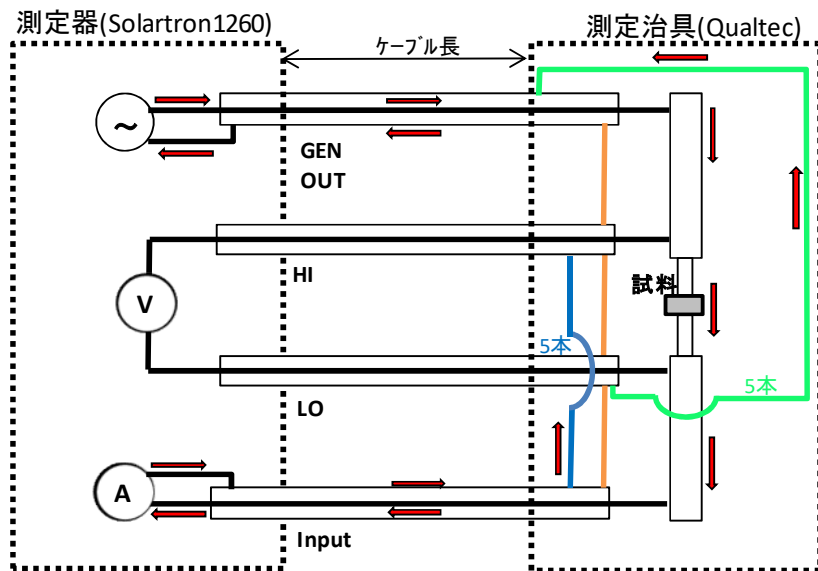 測定器(Solartron1260)
ケーブル長
測定治具(Qualtec)
~
GEN
OUT
HI
試料
V
5本
5本
LO
A
Input